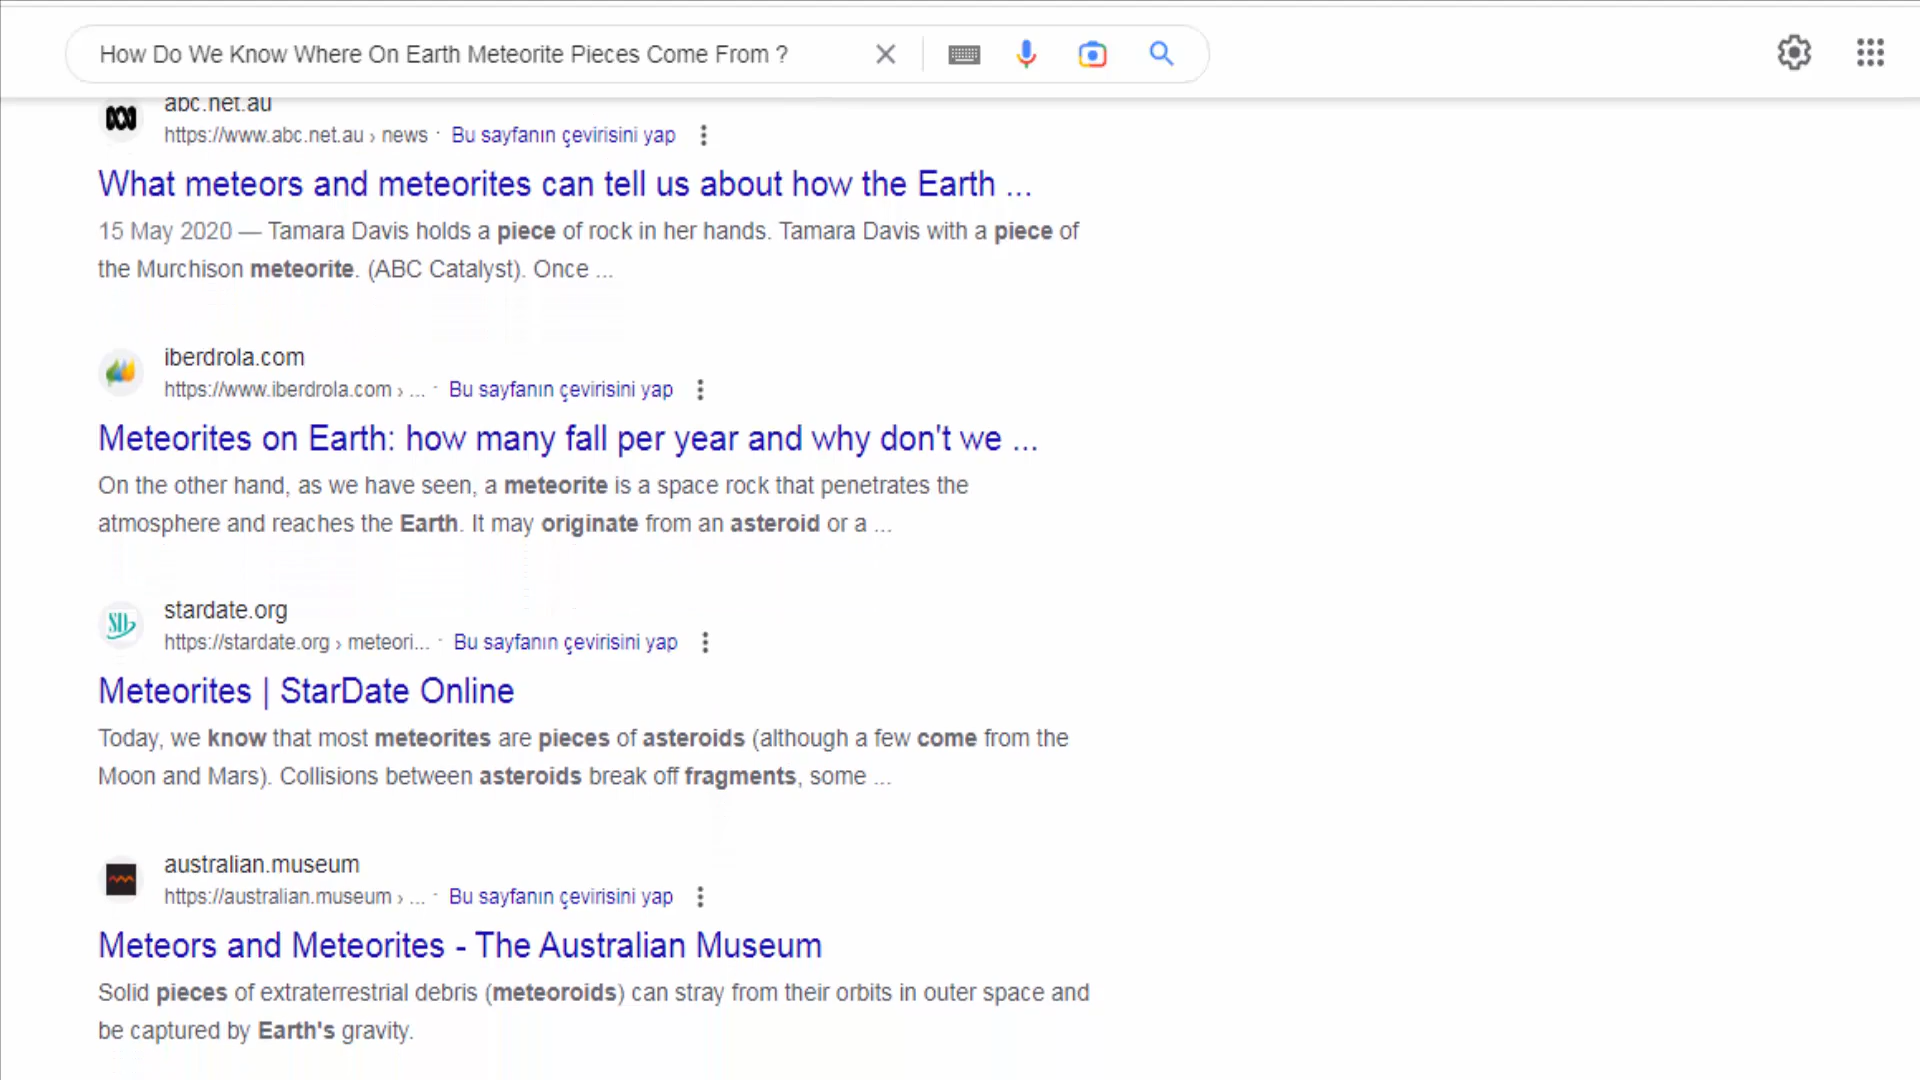 How Do We Know Where On Earth Meteorite Pieces Come From ?
abc.net.au
https://www.abc.net.au › news · Bu sayfanın çevirisini yap
What meteors and meteorites can tell us about how the Earth ...
15 May 2020 — Tamara Davis holds a piece of rock in her hands. Tamara Davis with a piece of
the Murchison meteorite. (ABC Catalyst). Once ...
iberdrola.com
https://www.iberdrola.com › ... · Bu sayfanın çevirisini yap
Meteorites on Earth: how many fall per year and why don't we ...
On the other hand, as we have seen, a meteorite is a space rock that penetrates the
atmosphere and reaches the Earth. It may originate from an asteroid or a ...
SD
stardate.org
https://stardate.org › meteori... · Bu sayfanın çevirisini yap
Meteorites | StarDate Online
Today, we know that most meteorites are pieces of asteroids (although a few come from the
Moon and Mars). Collisions between asteroids break off fragments, some ...
australian.museum
https://australian.museum › ... · Bu sayfanın çevirisini yap
Meteors and Meteorites - The Australian Museum
Solid pieces of extraterrestrial debris (meteoroids) can stray from their orbits in outer space and
be captured by Earth's gravity.